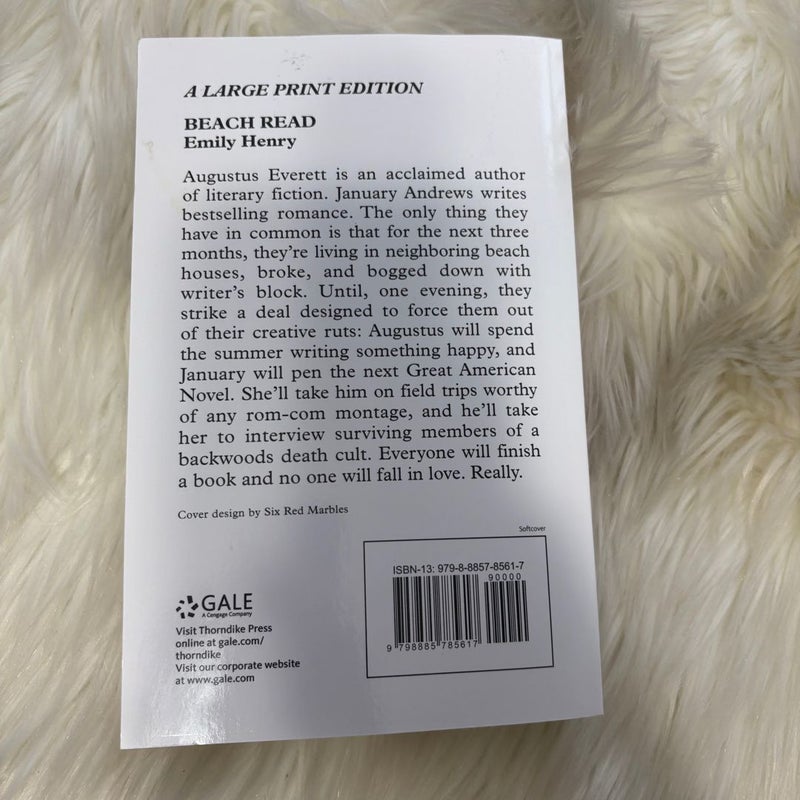 A LARGE PRINT EDITION
BEACH READ
Emily Henry
Augustus Everett is an acclaimed author
of literary fiction. January Andrews writes
bestselling romance. The only thing they
have in common is that for the next three
months, they're living in neighboring beach
houses, broke, and bogged down with
writer's block. Until, one evening, they
strike a deal designed to force them out
of their creative ruts: Augustus will spend
the summer writing something happy, and
January will pen the next Great American
Novel. She'll take him on field trips worthy
of any rom-com montage, and he'll take
her to interview surviving members of a
backwoods death cult. Everyone will finish
a book and no one will fall in love. Really.
Cover design by Six Red Marbles
Softcover
ISBN-13: 979-8-8857-8561-7
90000
9 798885 785617
GALE
A Cengage Company
Visit Thorndike Press
online at gale.com/
thorndike
Visit our corporate website
at www.gale.com